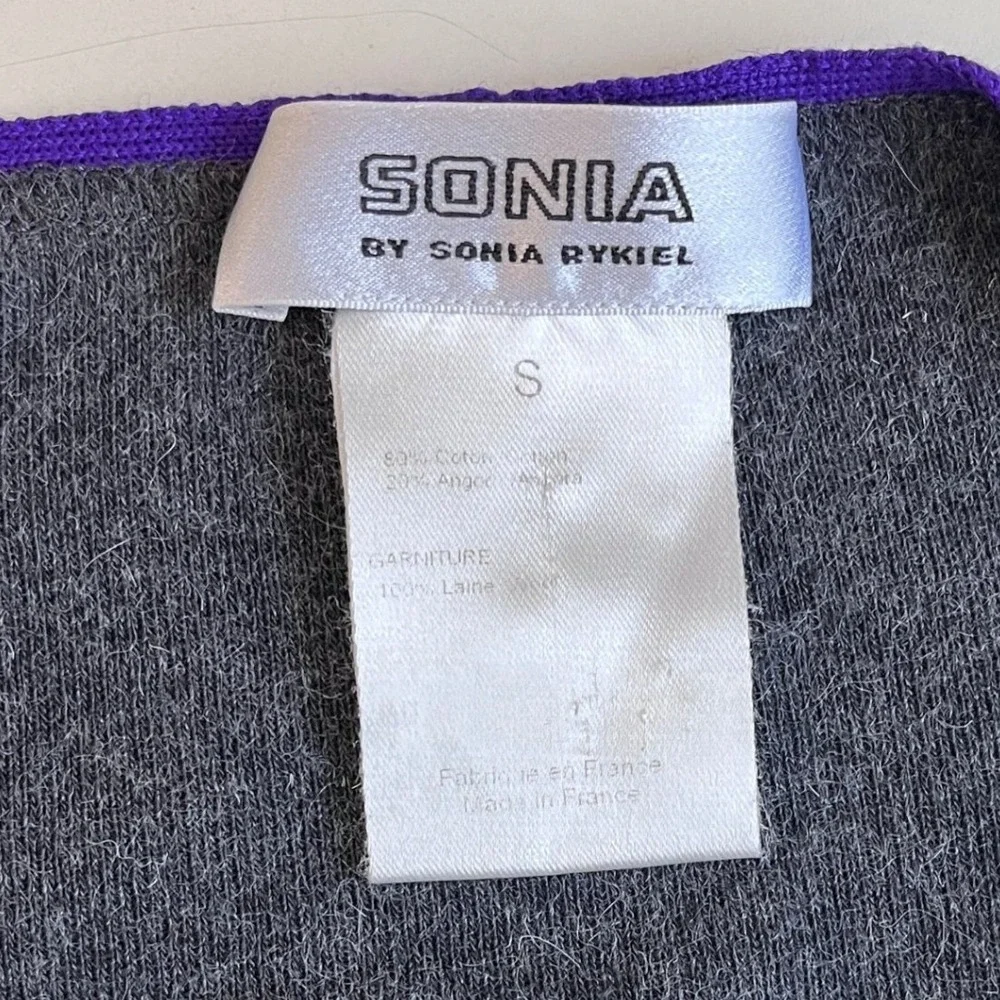 SONIA
BY SONIA RYKIEL
S
80% Coton Cotton
20% Angora Angora
GARNITURE
100% Laine Wool
Fabriqué en France
Made in France